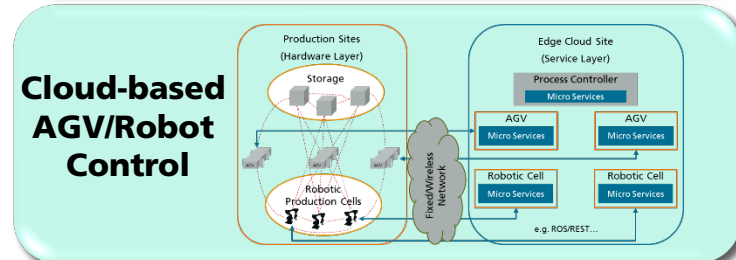 Cloud-based
AGV/Robot
Control
Production Sites
(Hardware Layer)
Storage
Robotic
Production Cells
Fixed/Wireless
Network
Edge Cloud Site
(Service Layer)
Process Controller
Micro Services
AGV
Micro Services
AGV
Micro Services
Robotic Cell
Micro Services
Robotic Cell
Micro Services
e.g. ROS/REST...